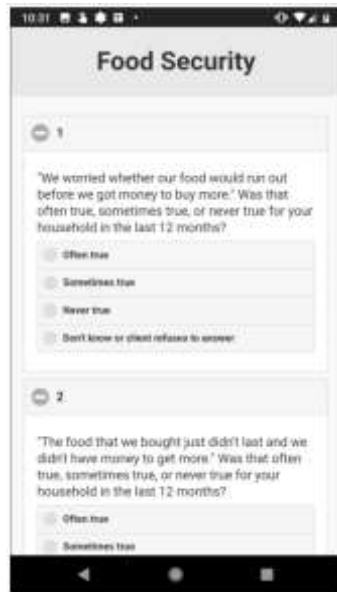 10:31
Food Security
1
"We worried whether our food would run out
before we got money to buy more." Was that
often true, sometimes true, or never true for your
household in the last 12 months?
Often true
Sometimes true
Never true
Don't know or client refuses to answer
2
"The food that we bought just didn't last and we
didn't have money to get more." Was that often
true, sometimes true, or never true for your
household in the last 12 months?
Often true
Sometimes true